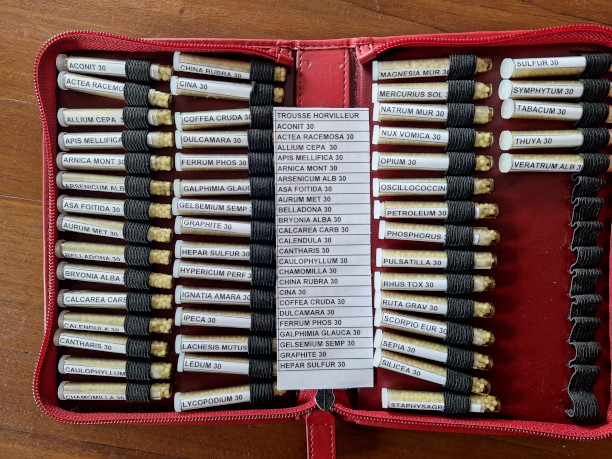 ACONIT 30
ACTEA RACEMO
ALLIUM CEPA
APIS MELLIFICA
ARNICA MONT 30
ARSENICUM ALB
ASA FOITIDA 30
AURUM MET 30
BELLADONNA 30
BRYONIA ALBA
CALCAREA CARB
CALENDULA 30
CANTHARIS 30
CAULOPHYLLUM
CHAMOMILLA 30
CHINA RUBRA 30
CINA 30
COFFEA CRUDA 30
DULCAMARA 30
FERRUM PHOS 30
GALPHIMIA GLAUC
GELSEMIUM SEMP
GRAPHITE 30
HEPAR SULFUR 30
HYPERICUM PERF
IGNATIA AMARA 30
IPECA 30
LACHESIS MUTUS
LEDUM 30
LYCOPODIUM 30
TROUSSE HORVILLEUR
ACONIT 30
ACTEA RACEMOSA 30
ALLIUM CEPA 30
APIS MELLIFICA 30
ARNICA MONT 30
ARSENICUM ALB 30
ASA FOITIDA 30
AURUM MET 30
BELLADONNA 30
BRYONIA ALBA 30
CALCAREA CARB 30
CALENDULA 30
CANTHARIS 30
CAULOPHYLLUM 30
CHAMOMILLA 30
CHINA RUBRA 30
CINA 30
COFFEA CRUDA 30
DULCAMARA 30
FERRUM PHOS 30
GALPHIMIA GLAUCA 30
GELSEMIUM SEMP 30
GRAPHITE 30
HEPAR SULFUR 30
MAGNESIA MUR 30
MERCURIUS SOL
NATRUM MUR 30
NUX VOMICA 30
OPIUM 30
OSCILLOCOCCIN
PETROLEUM 30
PHOSPHORUS
PULSATILLA 30
RHUS TOX 30
RUTA GRAV 30
SCORPIO EUR 30
SEPIA 30
SILICEA 30
STAPHYSAGR
SULFUR 30
SYMPHYTUM 30
TABACUM 30
THUYA 30
VERATRUM ALB